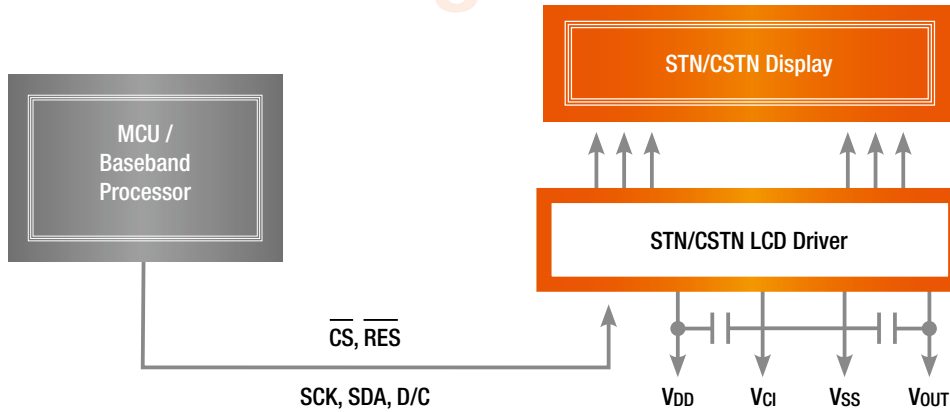 STN/CSTN Display
MCU /
Baseband
Processor
STN/CSTN LCD Driver
CS, RES
SCK, SDA, D/C
VDD
VCI
VSS
VOUT